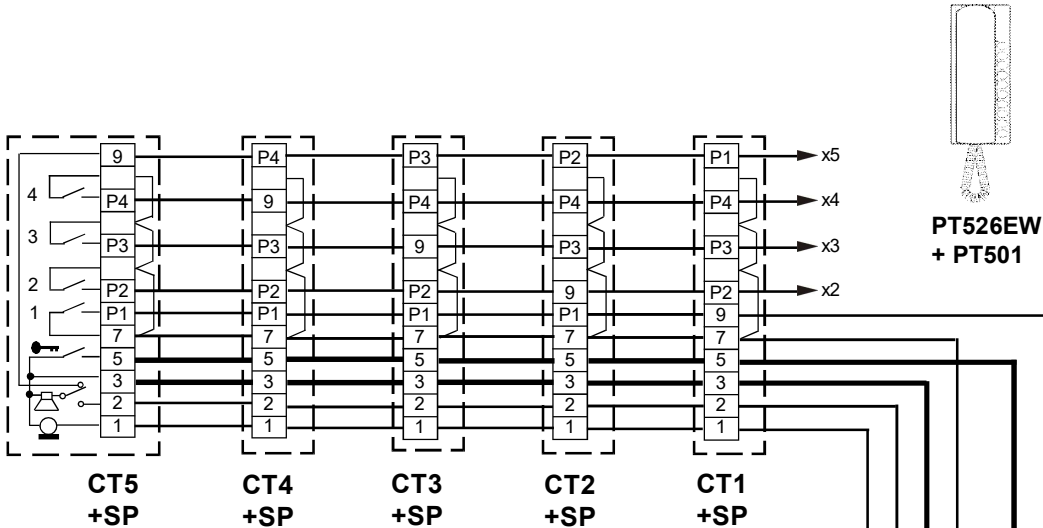 PT526EW
+ PT501
9 P4 P3 P2 P1 x5
4 P4 9 P4 P4 P4 x4
3 P3 P3 9 P3 P3 x3
2 P2 P2 P2 9 P2 x2
1 P1 P1 P1 P1 9
7 7 7 7 7
5 5 5 5 5
3 3 3 3 3
2 2 2 2 2
1 1 1 1 1
CT5 CT4 CT3 CT2 CT1
+SP +SP +SP +SP +SP